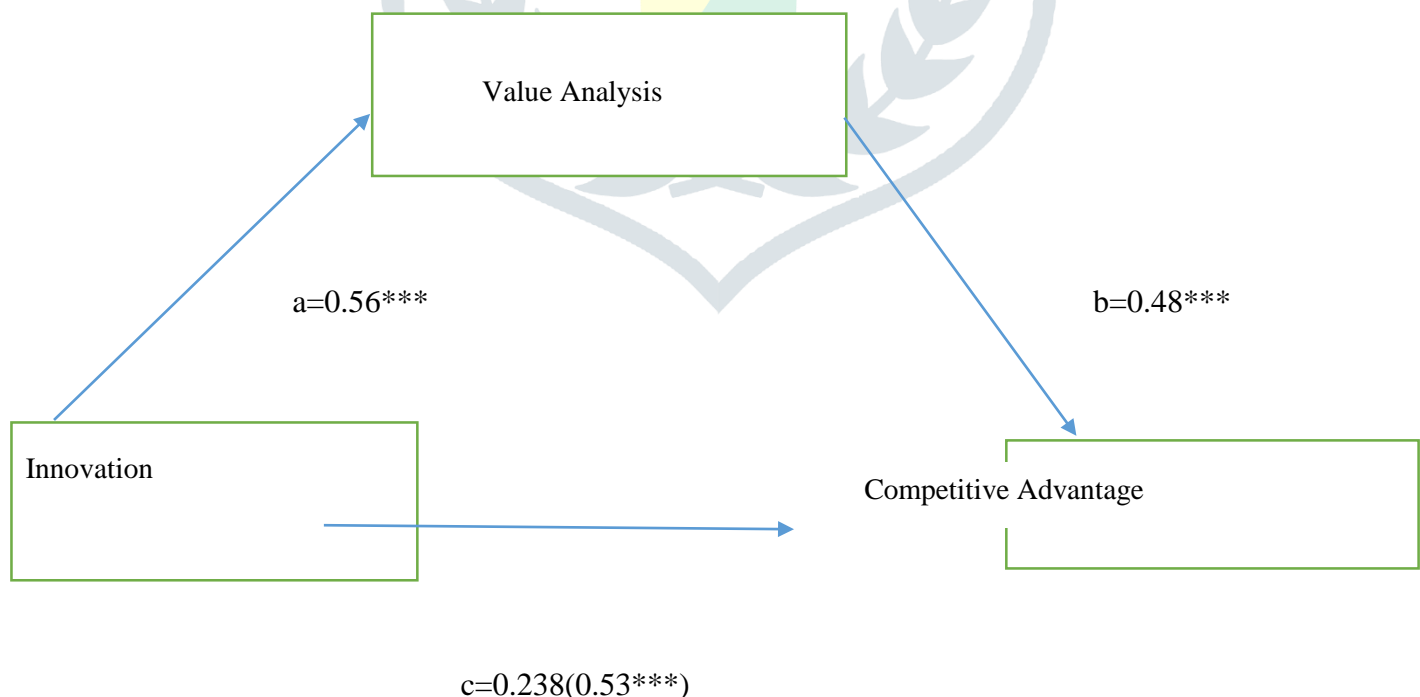 Value Analysis
a=0.56***
b=0.48***
Innovation
Competitive Advantage
c=0.238(0.53***)